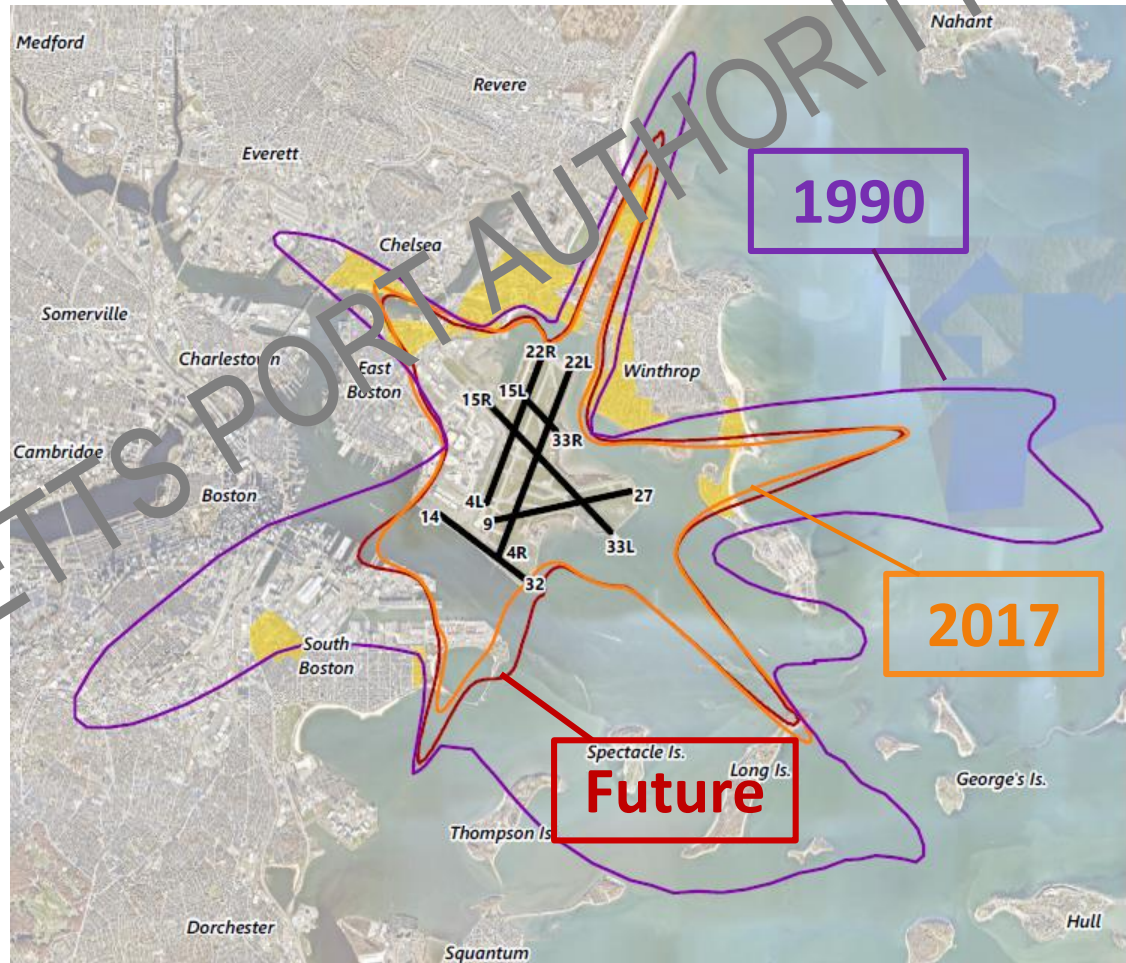 Nahant
Medford
Revere
Everett
1990
Chelsea
Somerville
Charlestown
East
Boston
22R
22L
Winthrop
15R
15L
33R
Cambridge
Boston
4L
27
14
9
33L
4R
32
2017
South
Boston
Spectacle Is.
Long Is.
Future
George's Is.
Thompson Is
Dorchester
Hull
Squantum
ETTS PORT AUTHORIT